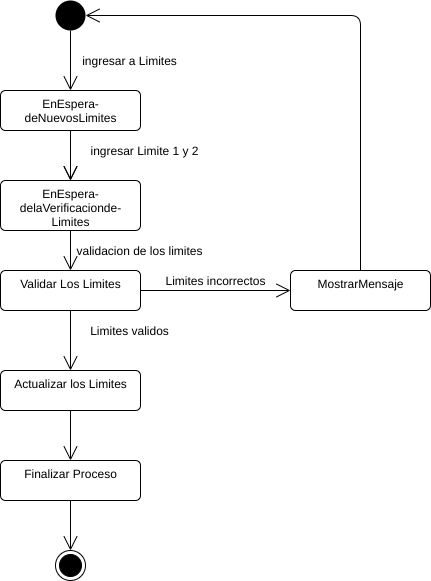 ingresar a Limites
EnEspera-
deNuevosLimites
ingresar Limite 1 y 2
EnEspera-
delaVerificacionde-
Limites
validacion de los limites
Validar Los Limites
Limites incorrectos
MostrarMensaje
Limites validos
Actualizar los Limites
Finalizar Proceso